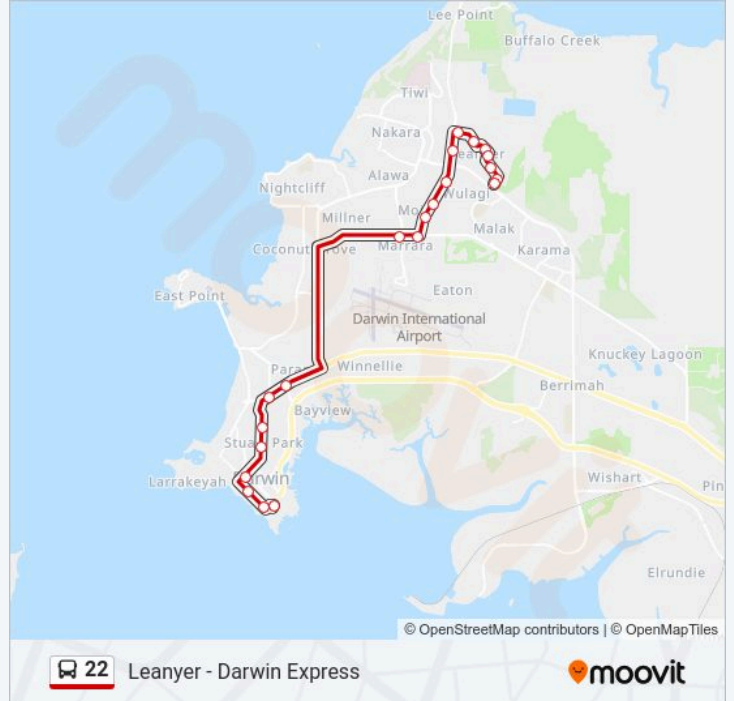 Lee Point
Buffalo Creek
Tiwi
Nakara
Leanyer
Alawa
Nightcliff
Wulagi
Millner
Malak
Coconut Grove
Marrara
Karama
East Point
Eaton
Darwin International
Airport
Knuckey Lagoon
Winnellie
Berrimah
Bayview
Stuart Park
Larrakeyah
Darwin
Wishart
Pin
Elrundie
© OpenStreetMap contributors | © OpenMapTiles
22 Leanyer - Darwin Express
moovit